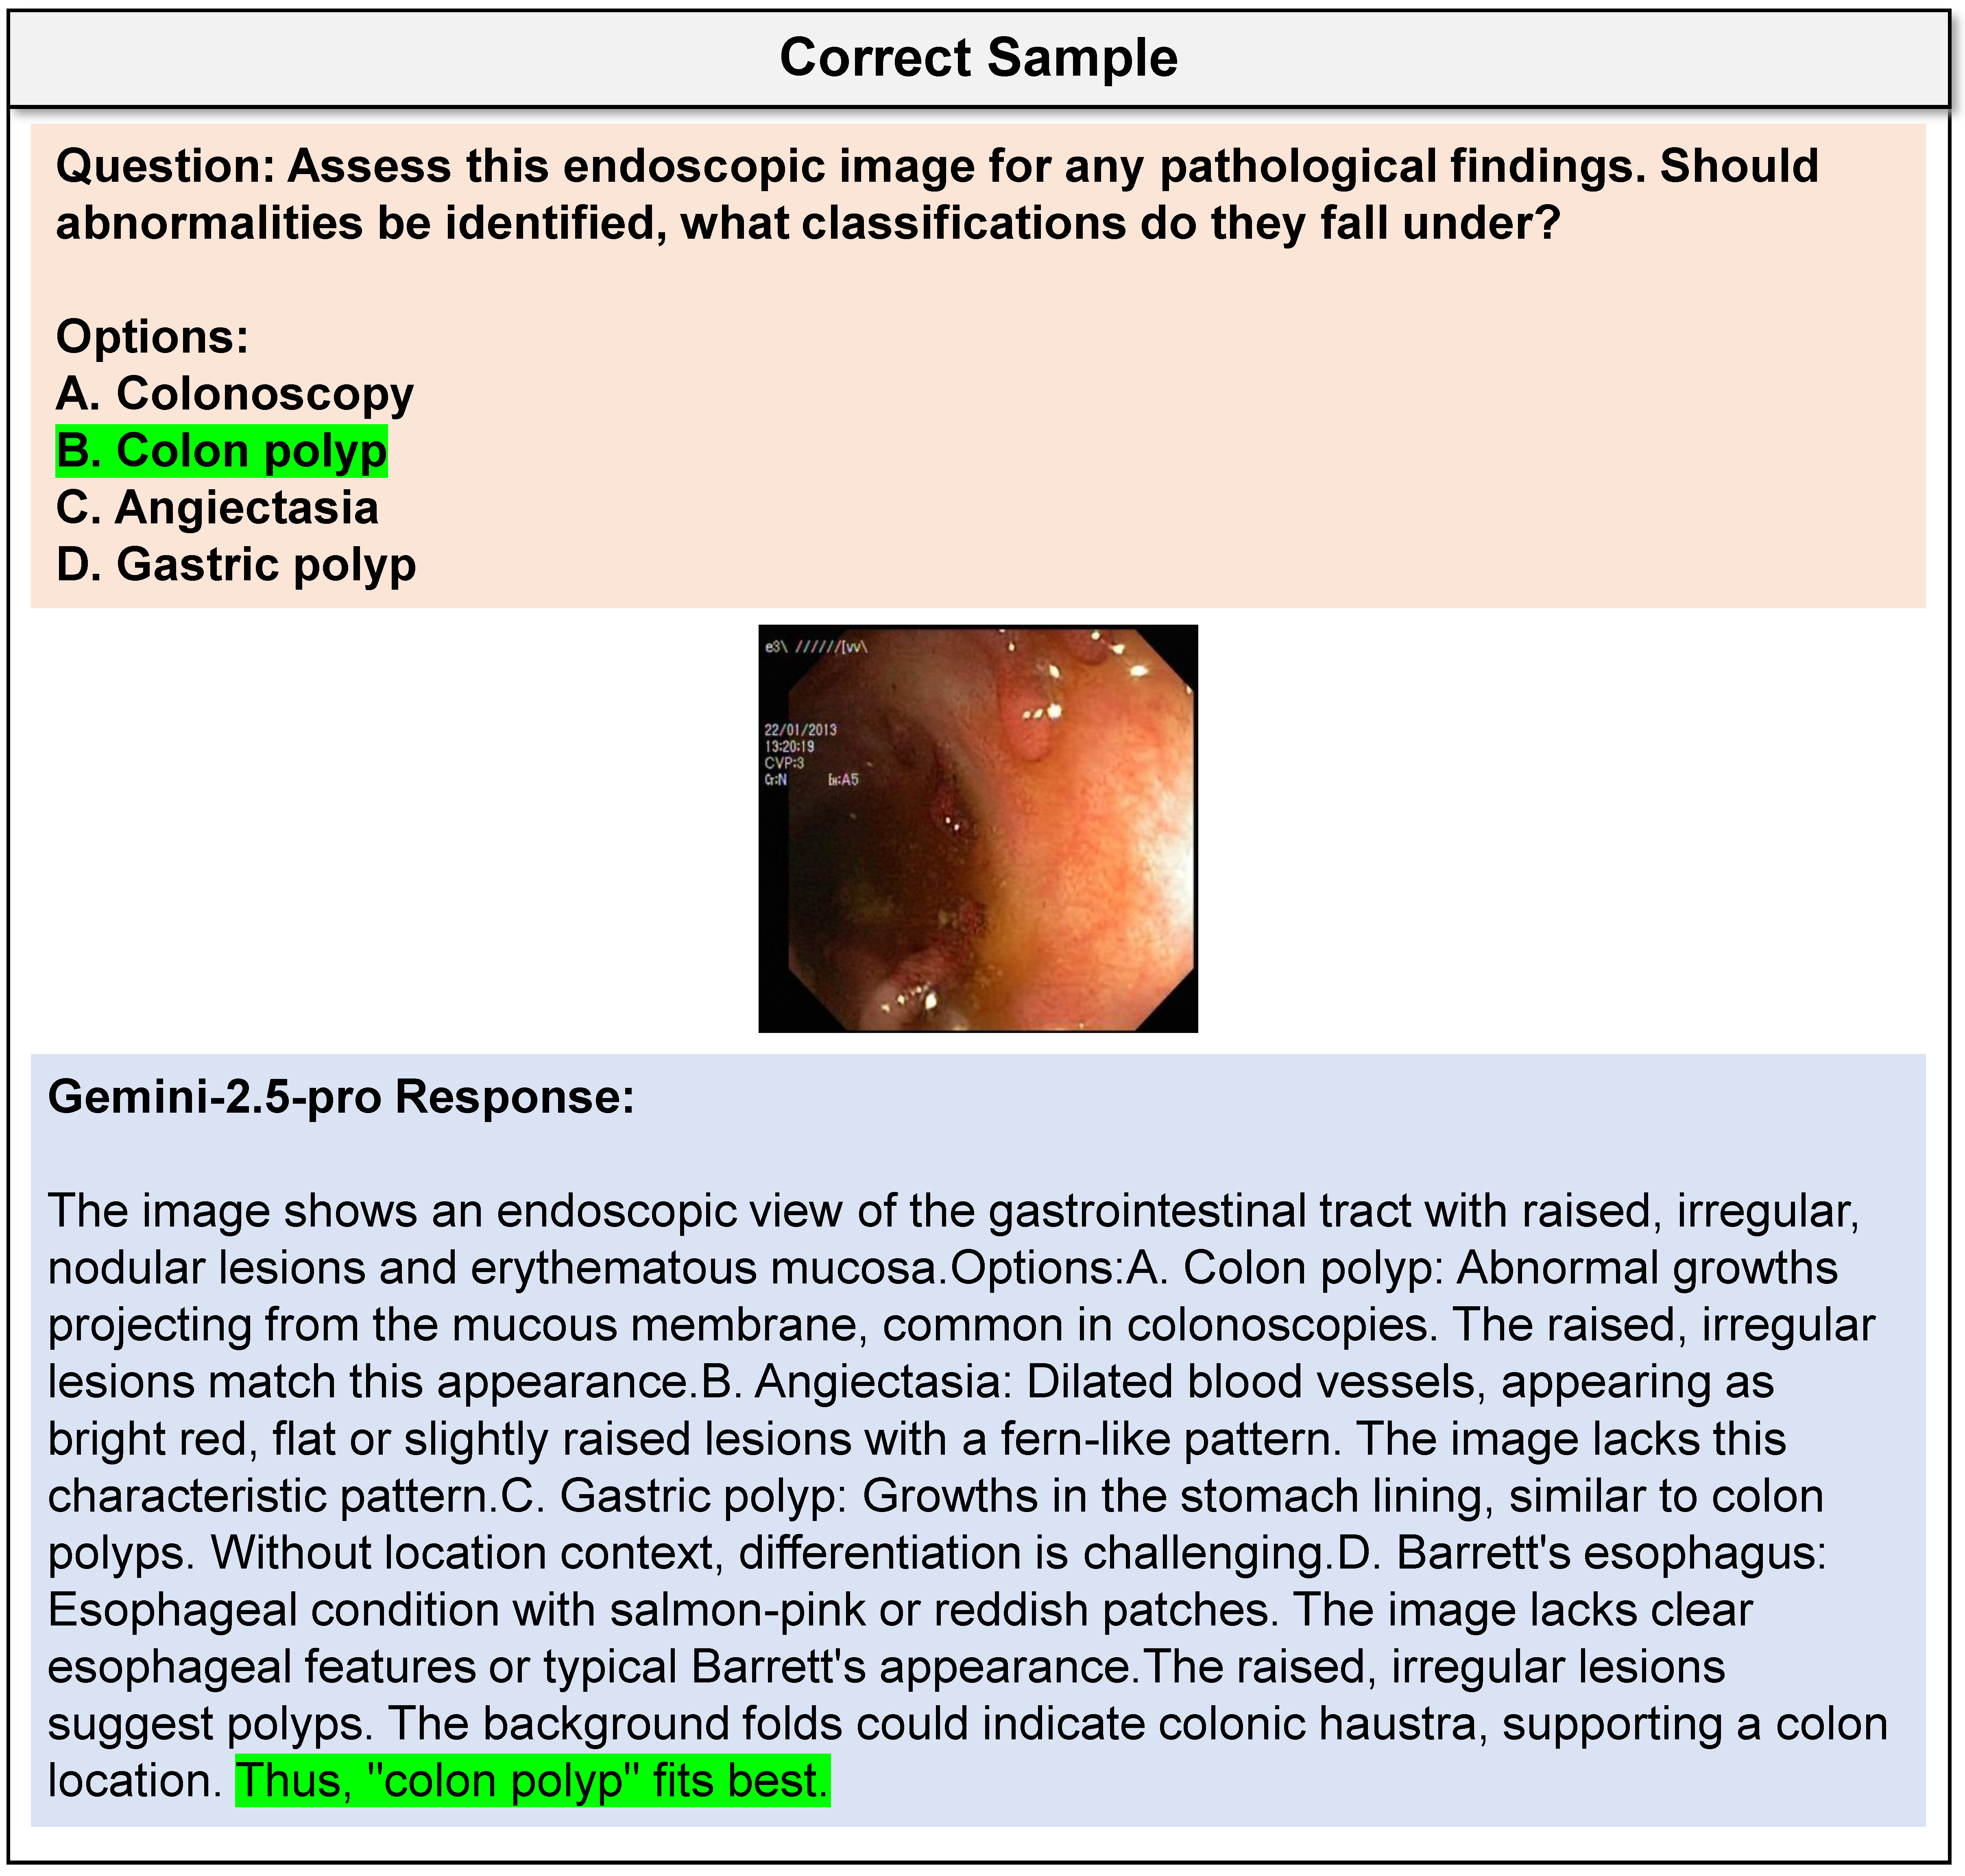 Correct Sample
Question: Assess this endoscopic image for any pathological findings. Should
abnormalities be identified, what classifications do they fall under?
Options:
A. Colonoscopy
B. Colon polyp
C. Angiectasia
D. Gastric polyp
e3\ //////[vv\
22/01/2013
13:20:19
CVP:3
Cr:N Eh:A5
Gemini-2.5-pro Response:
The image shows an endoscopic view of the gastrointestinal tract with raised, irregular,
nodular lesions and erythematous mucosa.Options:A. Colon polyp: Abnormal growths
projecting from the mucous membrane, common in colonoscopies. The raised, irregular
lesions match this appearance.B. Angiectasia: Dilated blood vessels, appearing as
bright red, flat or slightly raised lesions with a fern-like pattern. The image lacks this
characteristic pattern.C. Gastric polyp: Growths in the stomach lining, similar to colon
polyps. Without location context, differentiation is challenging.D. Barrett's esophagus:
Esophageal condition with salmon-pink or reddish patches. The image lacks clear
esophageal features or typical Barrett's appearance.The raised, irregular lesions
suggest polyps. The background folds could indicate colonic haustra, supporting a colon
location. Thus, "colon polyp" fits best.